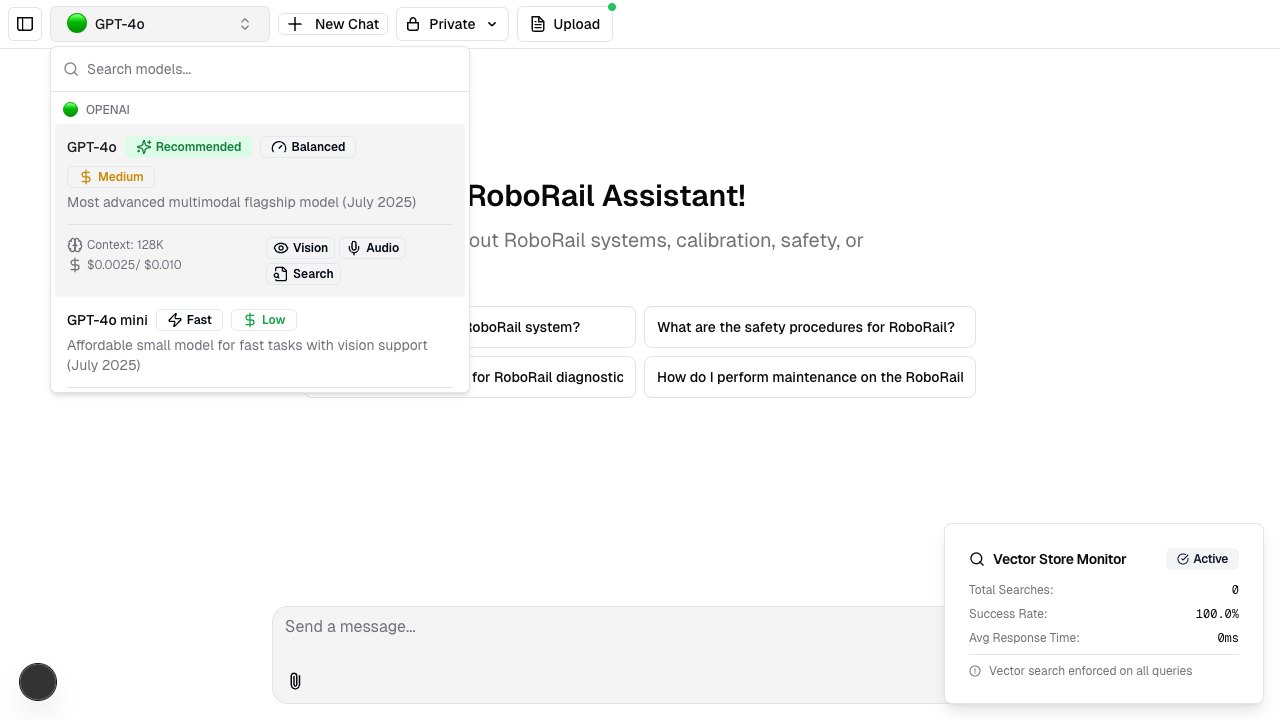 GPT-4o
New Chat
Private
Upload
Search models...
OPENAI
GPT-4o
Recommended
Balanced
Medium
Most advanced multimodal flagship model (July 2025)
Context: 128K
$0.0025/ $0.010
Vision
Audio
Search
GPT-4o mini
Fast
Low
Affordable small model for fast tasks with vision support
(July 2025)
RoboRail Assistant!
out RoboRail systems, calibration, safety, or
RoboRail system?
What are the safety procedures for RoboRail?
for RoboRail diagnostic
How do I perform maintenance on the RoboRail
Send a message...
Vector Store Monitor
Active
Total Searches:
0
Success Rate:
100.0%
Avg Response Time:
0ms
Vector search enforced on all queries